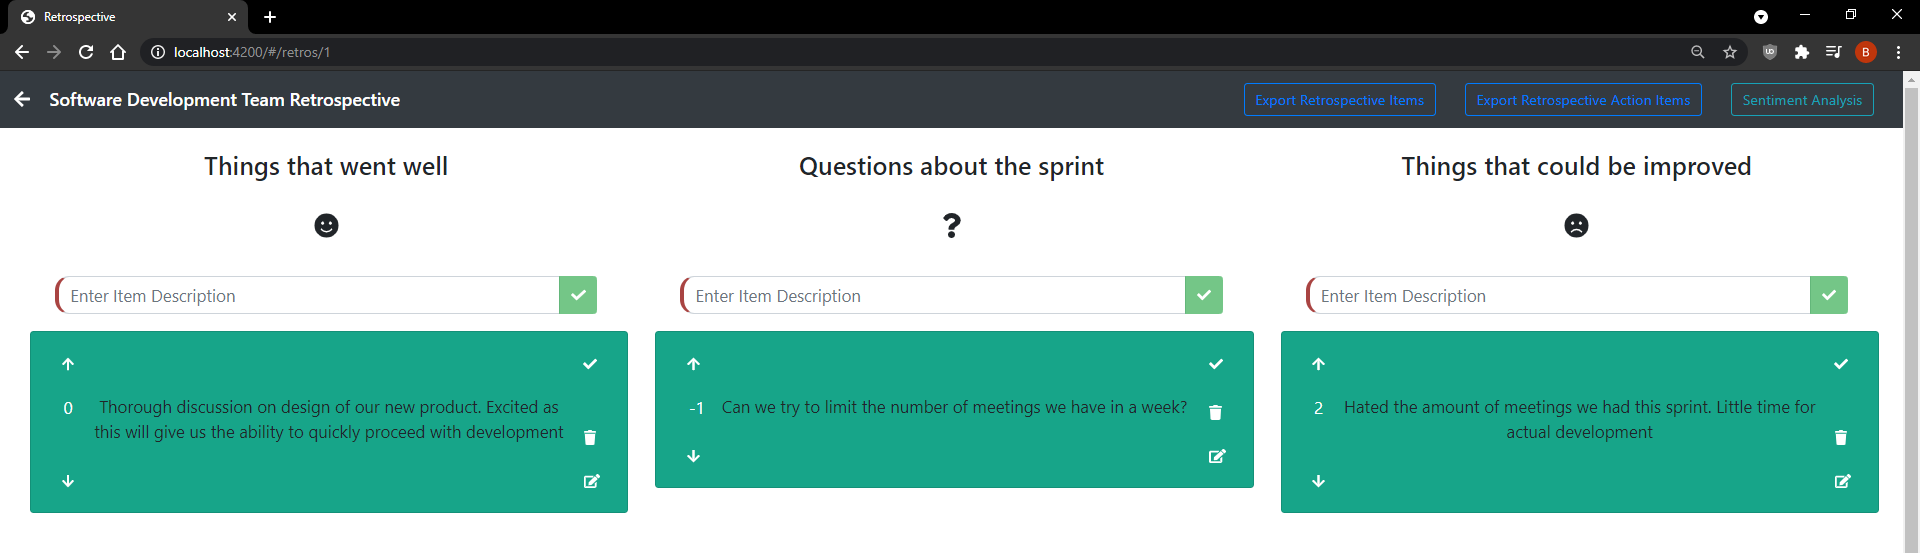 Retrospective
localhost:4200/#/retros/1
B
Software Development Team Retrospective
Export Retrospective Items
Export Retrospective Action Items
Sentiment Analysis
Things that went well
Enter Item Description
0
Thorough discussion on design of our new product. Excited as
this will give us the ability to quickly proceed with development
Questions about the sprint
?
Enter Item Description
-1
Can we try to limit the number of meetings we have in a week?
Things that could be improved
Enter Item Description
2
Hated the amount of meetings we had this sprint. Little time for
actual development